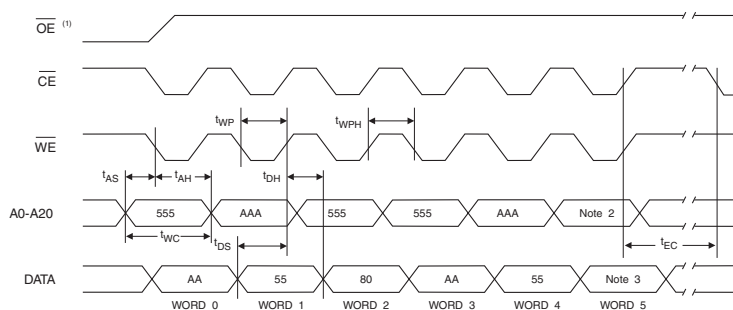 OE (1)
CE
tWP
tWPH
WE
tAS
tAH
tDH
A0-A20
555
AAA
555
555
AAA
Note 2
tWC
tDS
tEC
DATA
AA
55
80
AA
55
Note 3
WORD 0
WORD 1
WORD 2
WORD 3
WORD 4
WORD 5